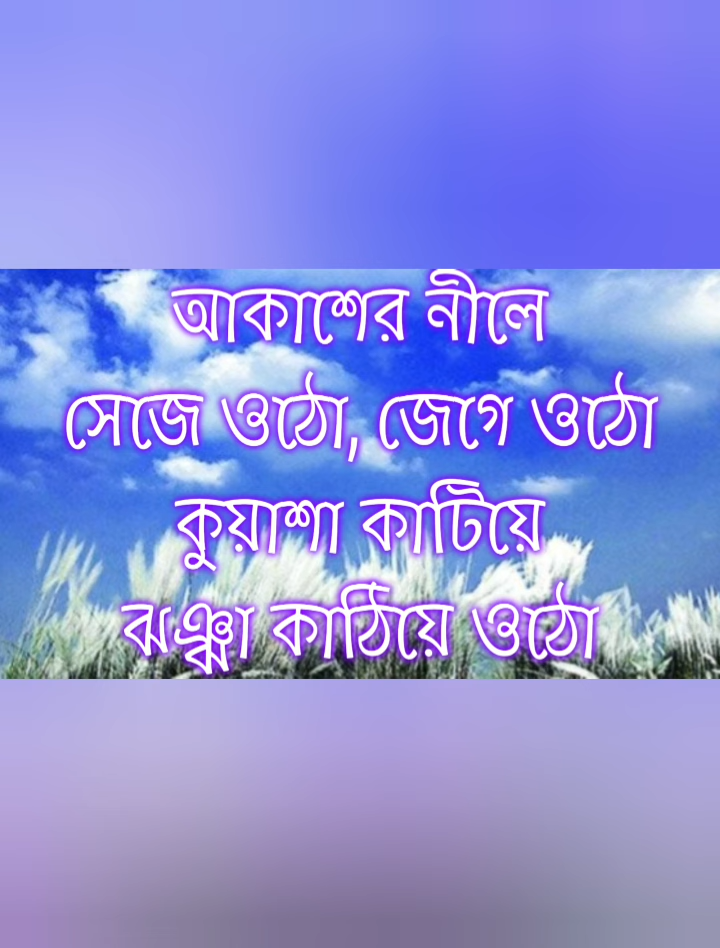 আকাশের নীলে
সেজে ওঠো, জেগে ওঠো
কুয়াশা কাটিয়ে
ঝঞ্ঝা কাঠিয়ে ওঠো